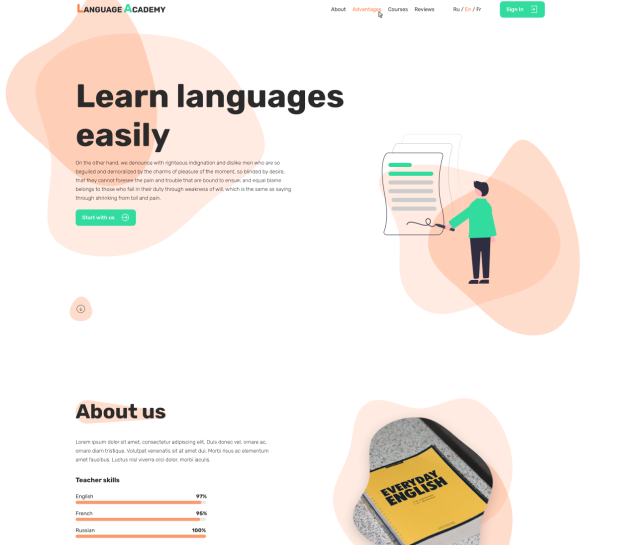 LANGUAGE ACADEMY
About Advantages Courses Reviews Ru / En / Fr Sign In
Learn languages
easily
On the other hand, we denounce with righteous indignation and dislike men who are so
beguiled and demoralized by the charms of pleasure of the moment, so blinded by desire,
that they cannot foresee the pain and trouble that are bound to ensue; and equal blame
belongs to those who fail in their duty through weakness of will, which is the same as saying
through shrinking from toil and pain.
Start with us
About us
Lorem ipsum dolor sit amet, consectetur adipiscing elit. Duis donec vel, ornare ac,
ornare diam tristique. Volutpat venenatis sit at amet dui. Morbi risus ac elementum
amet faucibus. Luctus nisl viverra orci dolor, morbi iaculis.
Teacher skills
English 97%
French 95%
Russian 100%
EVERYDAY
ENGLISH